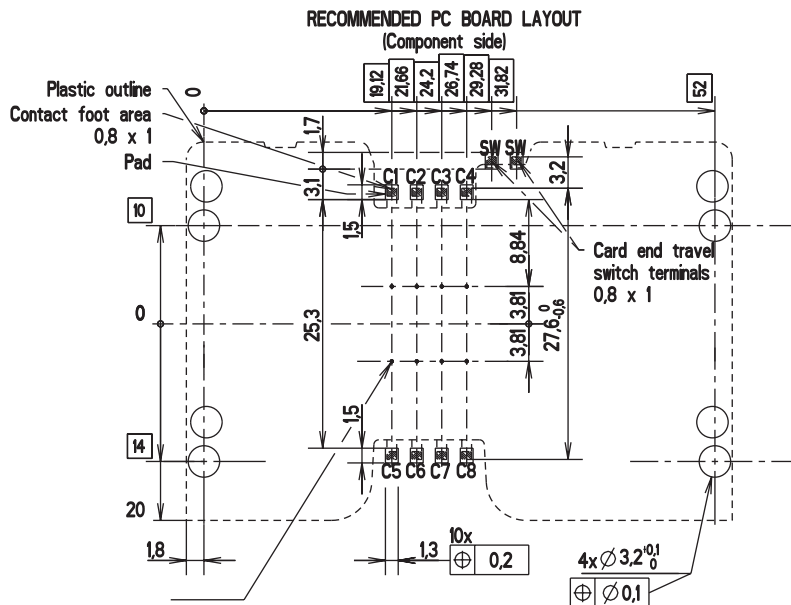 RECOMMENDED PC BOARD LAYOUT
(Component side)
19,12
21,66
24,2
26,74
29,28
31,82
52
0
Plastic outline
Contact foot area
0,8 x 1
Pad
1,7
3,1
C1 C2 C3 C4
SW SW
3,2
10
1,5
8,84
Card end travel
switch terminals
0,8 x 1
0
25,3
3,81
3,81
27,6 0 -0,6
1,5
14
C5 C6 C7 C8
20
1,8
1,3
10x
⌖ 0,2
4x Ø 3,2 +0,1 0
⌖ Ø 0,1